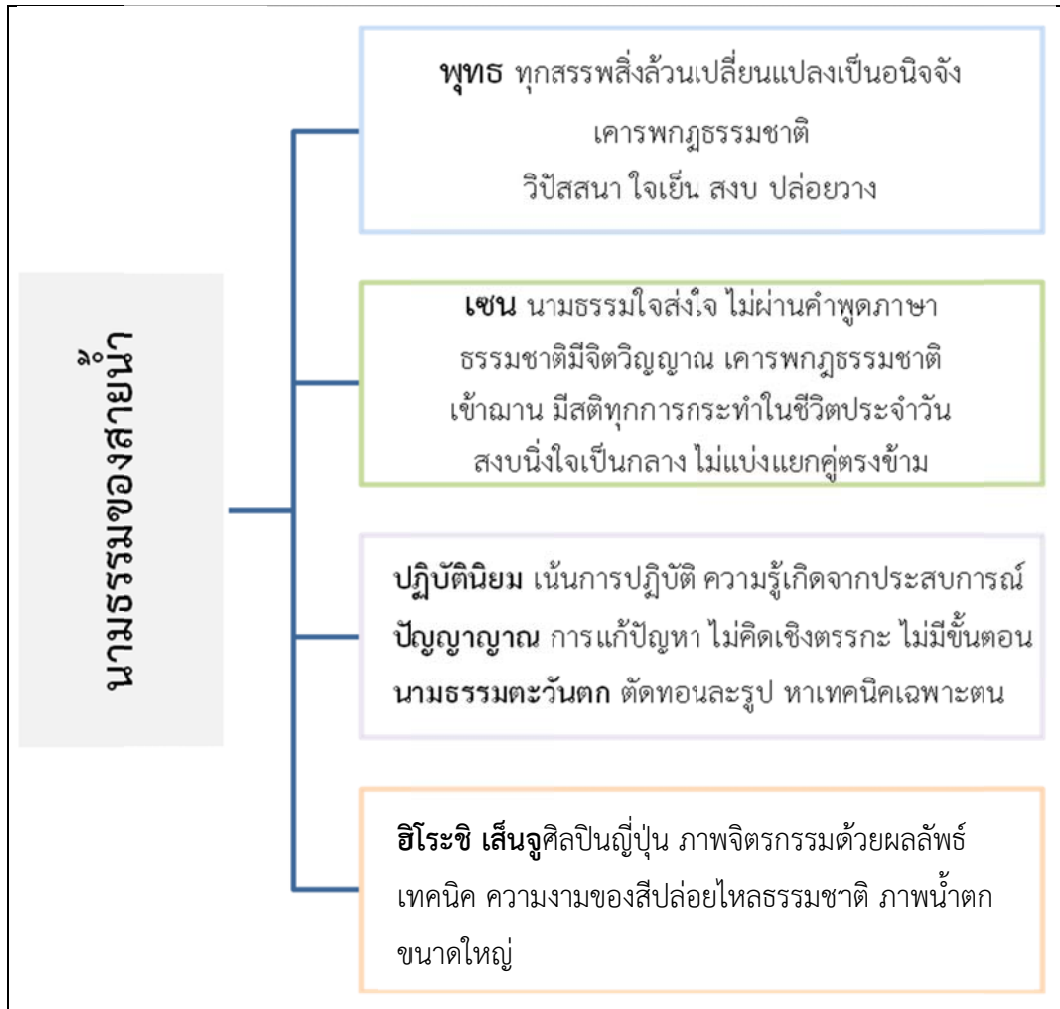 นามธรรมของสายน้ำ
พุทธ ทุกสรรพสิ่งล้วนเปลี่ยนแปลงเป็นอนิจจัง
เคารพกฎธรรมชาติ
วิปัสสนา ใจเย็น สงบ ปล่อยวาง
เซน นามธรรมใจส่งใจ ไม่ผ่านคำพูดภาษา
ธรรมชาติมีจิตวิญญาณ เคารพกฎธรรมชาติ
เข้าฌาน มีสติทุกการกระทำในชีวิตประจำวัน
สงบนิ่งใจเป็นกลาง ไม่แบ่งแยกคู่ตรงข้าม
ปฏิบัตินิยม เน้นการปฏิบัติ ความรู้เกิดจากประสบการณ์
ปัญญาญาณ การแก้ปัญหา ไม่คิดเชิงตรรกะ ไม่มีขั้นตอน
นามธรรมตะวันตก ตัดทอนละรูป หาเทคนิคเฉพาะตน
ฮิโระชิ เส็นจูศิลปินญี่ปุ่น ภาพจิตรกรรมด้วยผลลัพธ์
เทคนิค ความงามของสีปล่อยไหลธรรมชาติ ภาพน้ำตก
ขนาดใหญ่